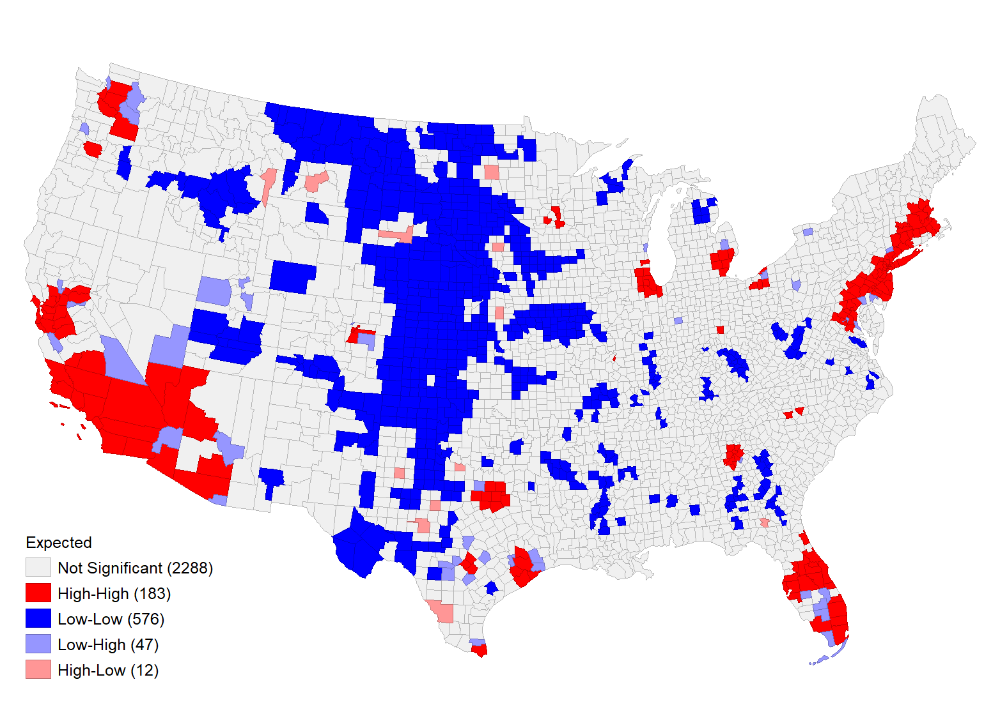 Expected
Not Significant (2288)
High-High (183)
Low-Low (576)
Low-High (47)
High-Low (12)